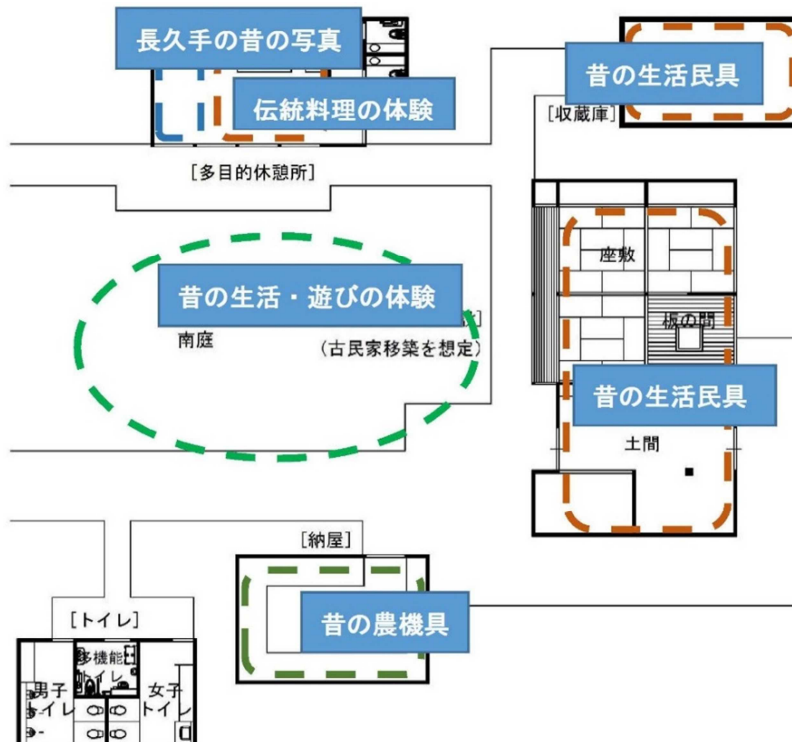 長久手の昔の写真
伝統料理の体験
[多目的休憩所]
昔の生活民具
[収蔵庫]
座敷
板の間
昔の生活・遊びの体験
南庭
(古民家移築を想定)
昔の生活民具
土間
[納屋]
昔の農機具
[トイレ]
多機能
トイレ
男子
トイレ
女子
トイレ